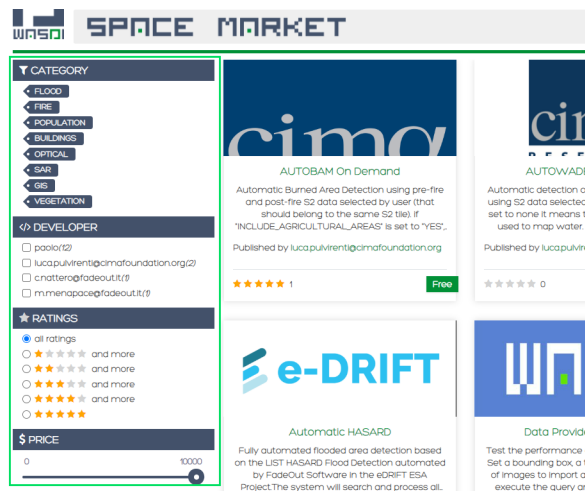 WASDI SPACE MARKET
CATEGORY
FLOOD
FIRE
POPULATION
BUILDINGS
OPTICAL
SAR
GIS
VEGETATION
</> DEVELOPER
paolo(12)
luca.pulvirenti@cimafoundation.org(2)
c.nattero@fadeout.it(1)
m.menapace@fadeout.it(1)
RATINGS
all ratings
and more
and more
and more
and more
$ PRICE
0 10000
cima
AUTOBAM On Demand
Automatic Burned Area Detection using pre-fire
and post-fire S2 data selected by user (that
should belong to the same S2 tile). If
"INCLUDE_AGRICULTURAL_AREAS" is set to "YES",..
Published by luca.pulvirenti@cimafoundation.org
1 Free
AUTOWADE
Automatic detection o
using S2 data selected
set to none it means t
used to map water.
Published by luca.pulvire
0
e-DRIFT
Automatic HASARD
Fully automated flooded area detection based
on the LIST HASARD Flood Detection automated
by FadeOut Software in the eDRIFT ESA
Project.The system will search and process all..
Data Provide
Test the performance
Set a bounding box, a t
of images to import a
execute the query an